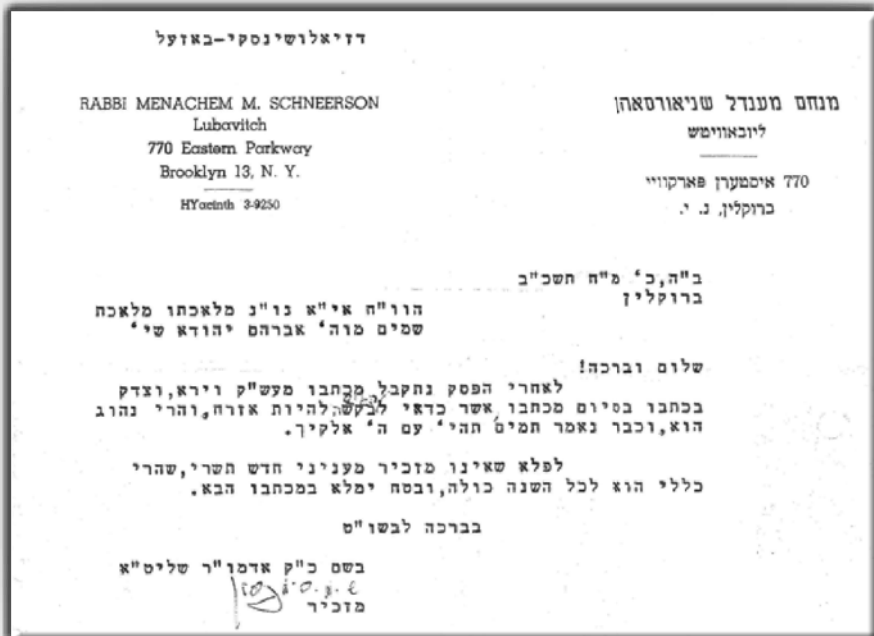 דזיאלושינסקי-באזעל
RABBI MENACHEM M. SCHNEERSON
Lubavitch
770 Eastern Parkway
Brooklyn 13, N. Y.
HYacinth 3-9250
מנחם מענדל שניאורסאהן
ליובאוויטש
770 איסטערן פארקוויי
ברוקלין, נ. י.
ב"ה,כ' מ"ח תשכ"ב
ברוקלין
הוו"ח אי"א נו"נ מלאכתו מלאכת
שמים מוה' אברהם יהודא שי'
שלום וברכה!
לאחרי הפסק נתקבל מכתבו מעש"ק וירא,וצדק
בכתבו בסיום מכתבו אשר כדאי לבקשה להיות אזרח,והרי נהוג
הוא,וכבר נאמר תמים תהי' עם ה' אלקיך.
לפלא שאינו מזכיר מעניני חדש תשרי,שהרי
כללי הוא לכל השנה כולה,ובטח ימלא במכתבו הבא.
בברכה לבשו"ט
בשם כ"ק אדמו"ר שליט"א
מזכיר